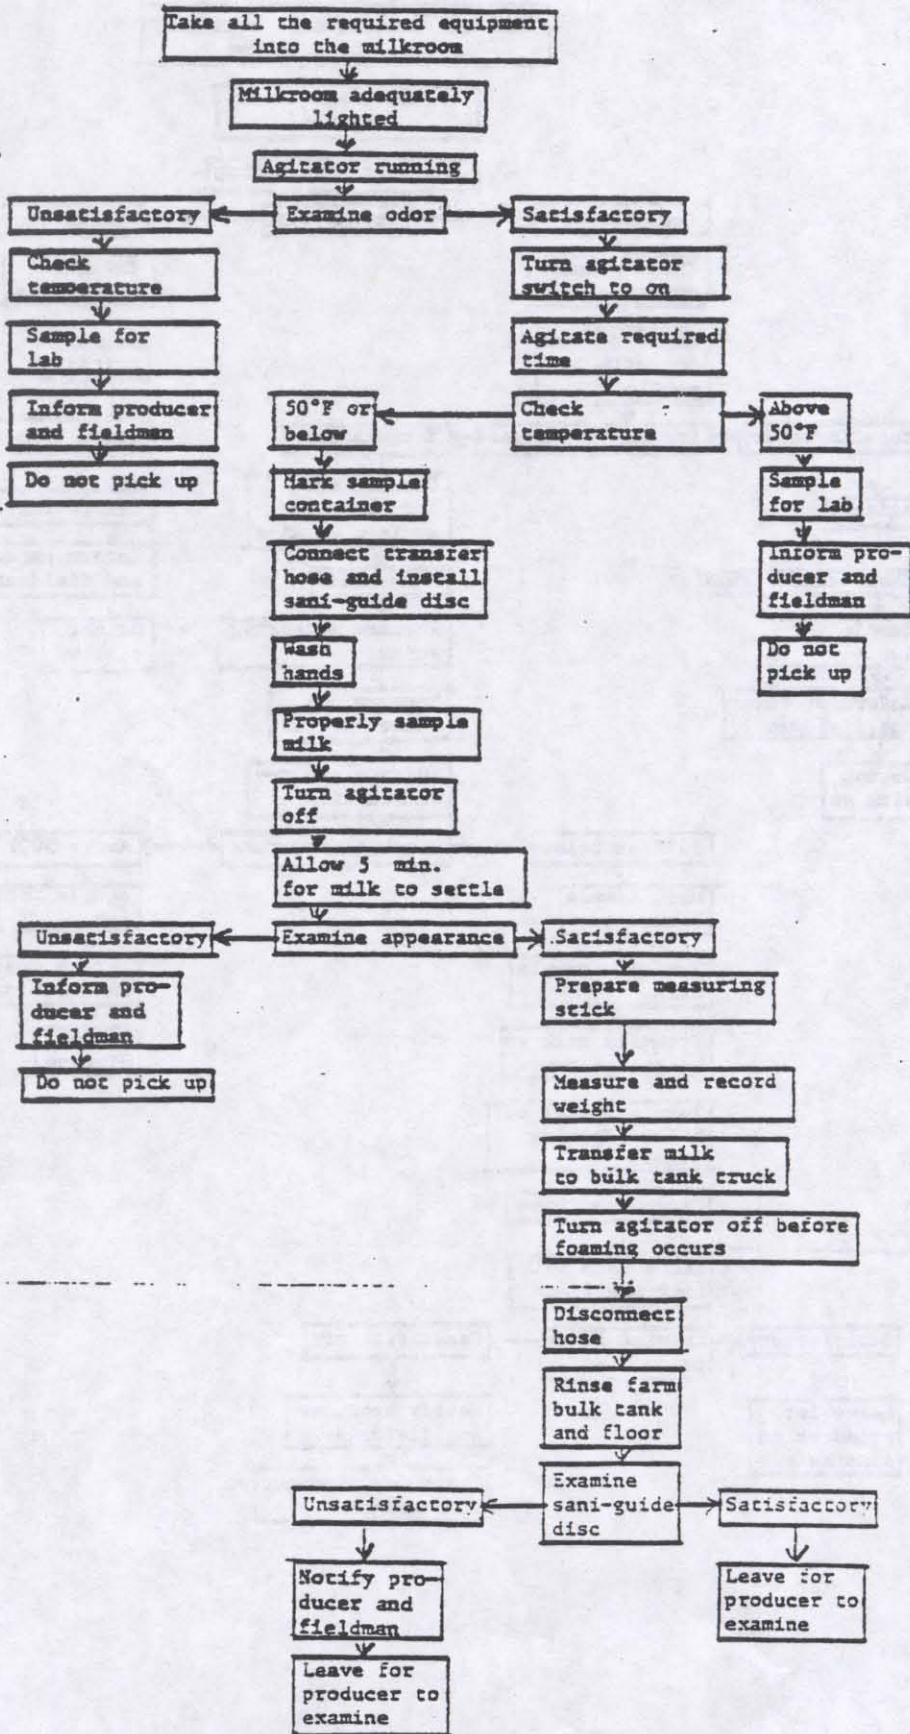 Take all the required equipment
into the milkroom
Milkroom adequately
lighted
Agitator running
Unsatisfactory
Examine odor
Satisfactory
Check
temperature
Turn agitator
switch to on
Sample for
lab
Agitate required
time
Inform producer
and fieldman
50°F or
below
Check
temperature
Above
50°F
Do not pick up
Mark sample
container
Sample
for lab
Connect transfer
hose and install
sani-guide disc
Inform pro-
ducer and
fieldman
Wash
hands
Do not
pick up
Properly sample
milk
Turn agitator
off
Allow 5 min.
for milk to settle
Unsatisfactory
Examine appearance
Satisfactory
Inform pro-
ducer and
fieldman
Prepare measuring
stick
Do not pick up
Measure and record
weight
Transfer milk
to bulk tank truck
Turn agitator off before
foaming occurs
Disconnect
hose
Rinse farm
bulk tank
and floor
Unsatisfactory
Examine
sani-guide
disc
Satisfactory
Notify pro-
ducer and
fieldman
Leave for
producer to
examine
Leave for
producer to
examine